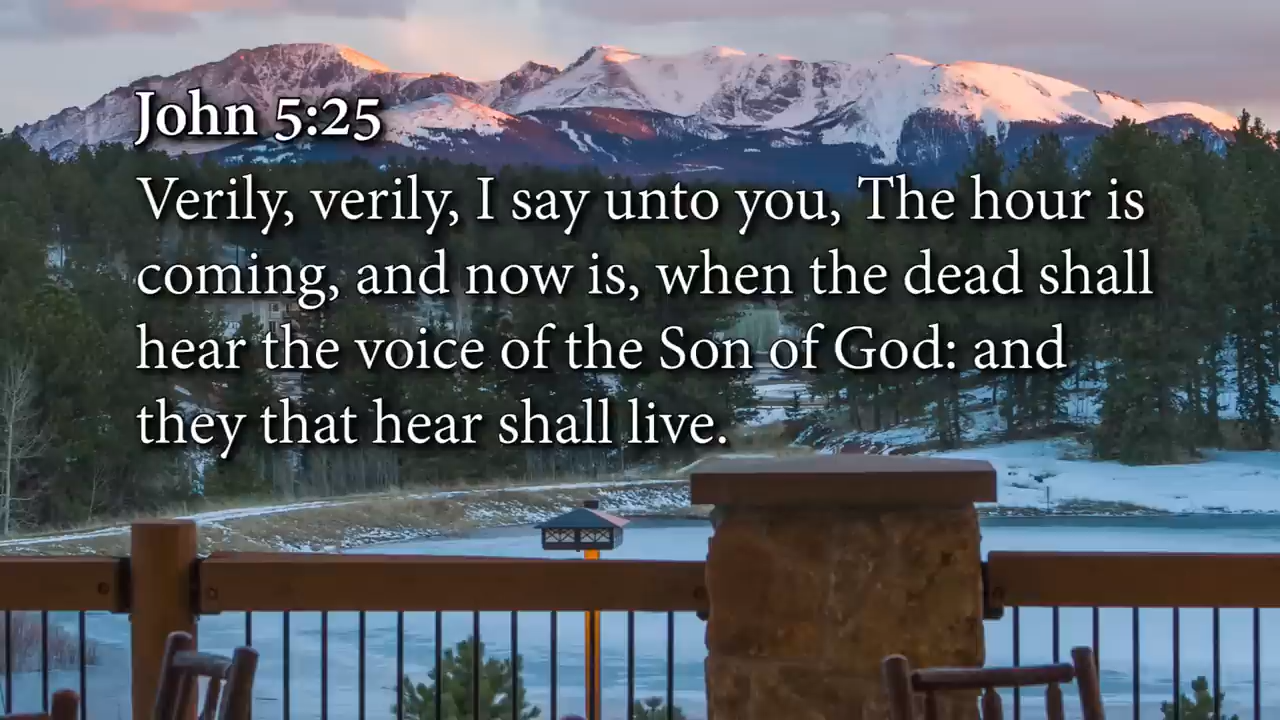 John 5:25
Verily, verily, I say unto you, The hour is
coming, and now is, when the dead shall
hear the voice of the Son of God: and
they that hear shall live.